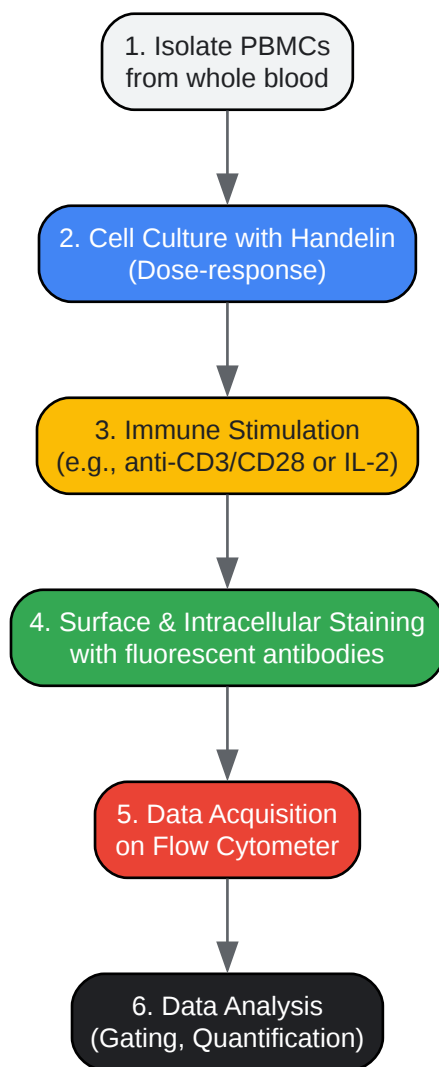 1. Isolate PBMCs
from whole blood
2. Cell Culture with Handelin
(Dose-response)
3. Immune Stimulation
(e.g., anti-CD3/CD28 or IL-2)
4. Surface & Intracellular Staining
with fluorescent antibodies
5. Data Acquisition
on Flow Cytometer
6. Data Analysis
(Gating, Quantification)